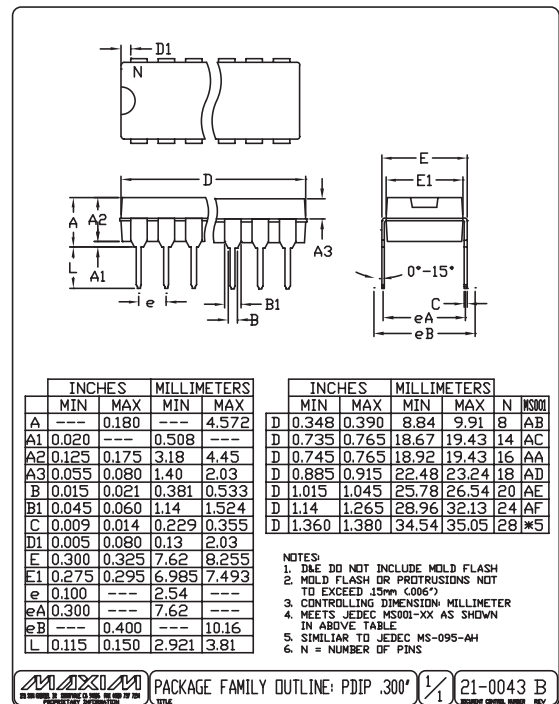 D1
N
D
E
E1
A
A2
A3
L
A1
e
B1
B
0°-15°
C
eA
eB
INCHES MILLIMETERS
MIN MAX MIN MAX
A --- 0.180 --- 4.572
A1 0.020 --- 0.508 ---
A2 0.125 0.175 3.18 4.45
A3 0.055 0.080 1.40 2.03
B 0.015 0.021 0.381 0.533
B1 0.045 0.060 1.14 1.524
C 0.009 0.014 0.229 0.355
D1 0.005 0.080 0.13 2.03
E 0.300 0.325 7.62 8.255
E1 0.275 0.295 6.985 7.493
e 0.100 --- 2.54 ---
eA 0.300 --- 7.62 ---
eB --- 0.400 --- 10.16
L 0.115 0.150 2.921 3.81
INCHES MILLIMETERS
MIN MAX MIN MAX N MS001
D 0.348 0.390 8.84 9.91 8 AB
D 0.735 0.765 18.67 19.43 14 AC
D 0.745 0.765 18.92 19.43 16 AA
D 0.885 0.915 22.48 23.24 18 AD
D 1.015 1.045 25.78 26.54 20 AE
D 1.14 1.265 28.96 32.13 24 AF
D 1.360 1.380 34.54 35.05 28 *5
NOTES:
1. D&E DO NOT INCLUDE MOLD FLASH
2. MOLD FLASH OR PROTRUSIONS NOT
TO EXCEED .15mm (.006")
3. CONTROLLING DIMENSION: MILLIMETER
4. MEETS JEDEC MS001-XX AS SHOWN
IN ABOVE TABLE
5. SIMILIAR TO JEDEC MS-095-AH
6. N = NUMBER OF PINS
MAXIM
PROPRIETARY INFORMATION
PACKAGE FAMILY OUTLINE: PDIP .300"
TITLE
1/1
21-0043 B
DOCUMENT CONTROL NUMBER REV